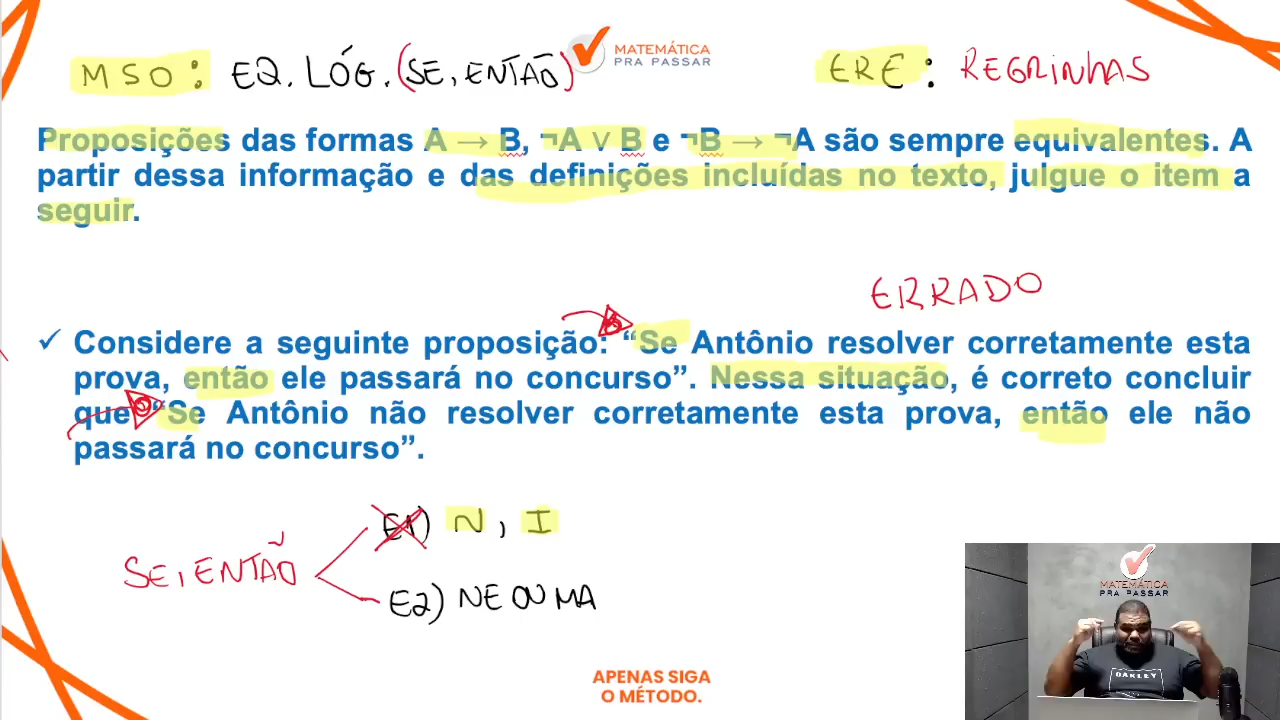 MSO: EQ. LÓG. (SE, ENTÃO)
MATEMÁTICA
PRA PASSAR
ERE: REGRINHAS
Proposições das formas A → B, ¬A ∨ B e ¬B → ¬A são sempre equivalentes. A
partir dessa informação e das definições incluídas no texto, julgue o item a
seguir.
ERRADO
✓ Considere a seguinte proposição: “Se Antônio resolver corretamente esta
prova, então ele passará no concurso”. Nessa situação, é correto concluir
que “Se Antônio não resolver corretamente esta prova, então ele não
passará no concurso”.
E1) N, I
SE, ENTÃO
E2) NE OU MA
MATEMÁTICA
PRA PASSAR
OAKLEY
APENAS SIGA
O MÉTODO.